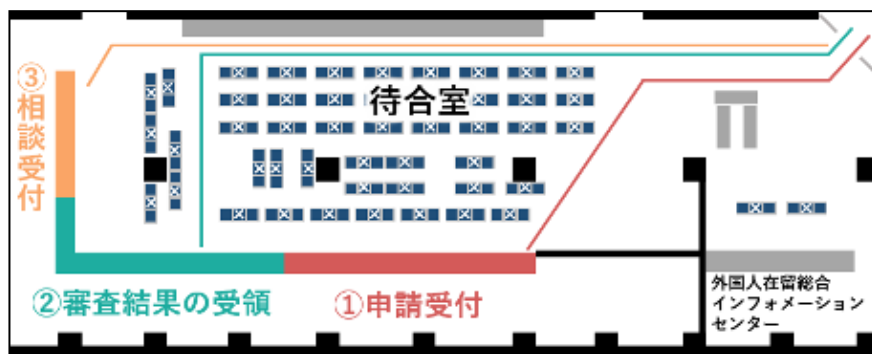 待合室
③相談受付
②審査結果の受領
①申請受付
外国人在留総合
インフォメーション
センター